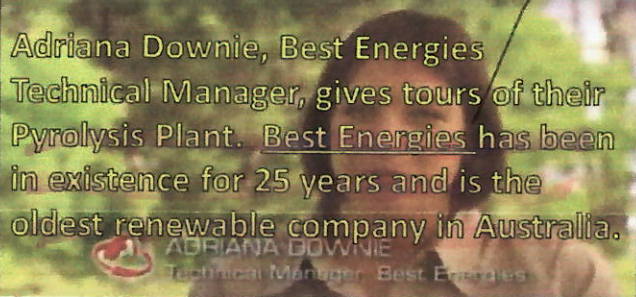 Adriana Downie, Best Energies
Technical Manager, gives tours of their
Pyrolysis Plant. Best Energies has been
in existence for 25 years and is the
oldest renewable company in Australia.
ADRIANA DOWNIE
Technical Manager, Best Energies